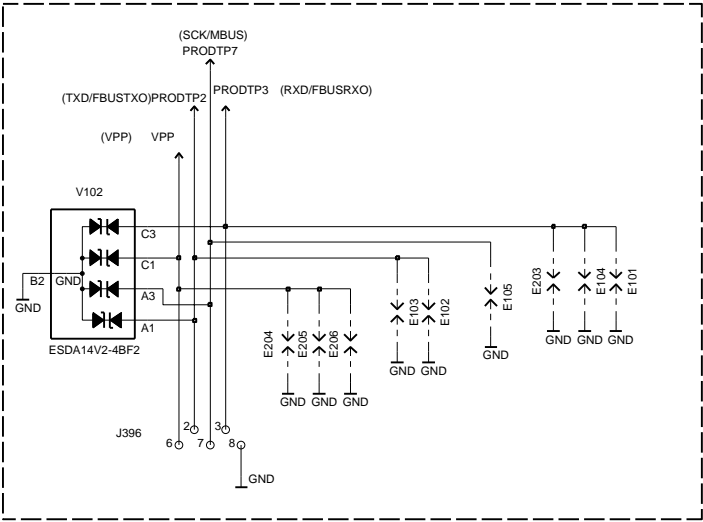 (SCK/MBUS)
PRODTP7
(TXD/FBUSTXO)PRODTP2
PRODTP3 (RXD/FBUSRXO)
(VPP) VPP
V102
C3
C1
B2
GND
A3
A1
GND
ESDA14V2-4BF2
E203
E104
E101
E105
E103
E102
E204
E205
E206
GND GND GND
GND
GND GND
GND GND GND
J396
2
3
6
7
8
GND